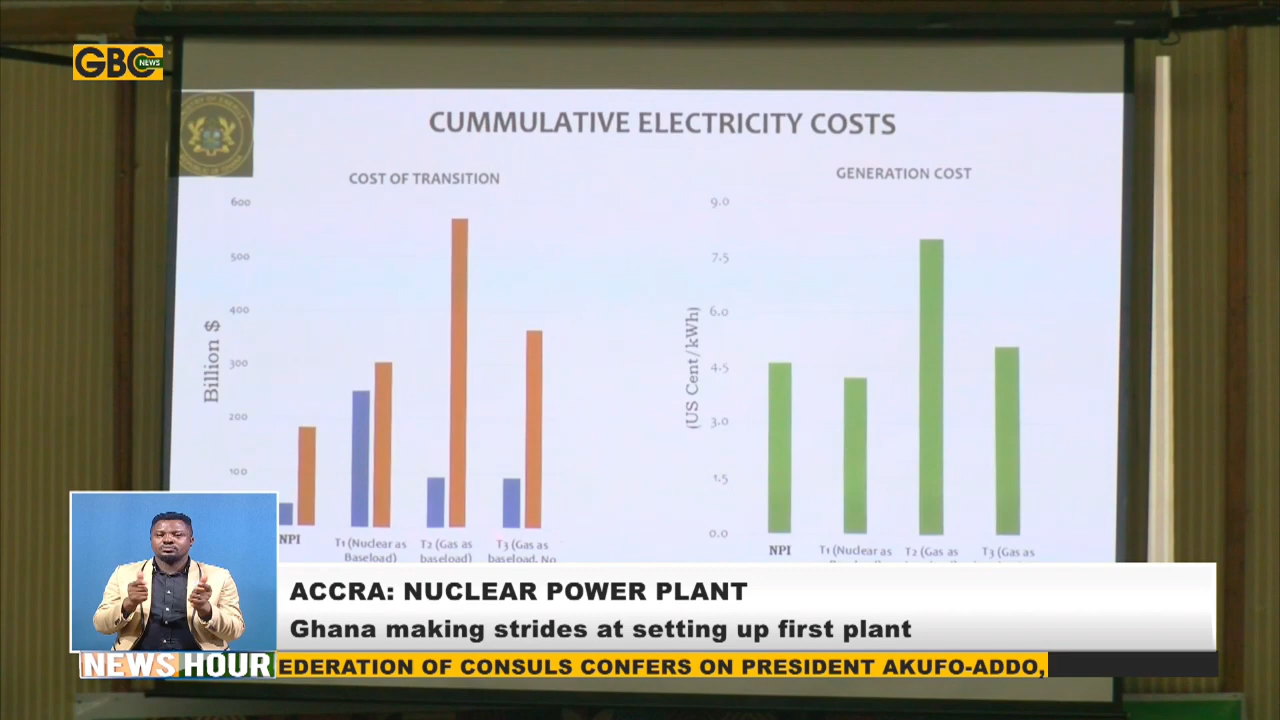 GBC
NEWS
CUMMULATIVE ELECTRICITY COSTS
COST OF TRANSITION
600
500
400
300
200
100
Billion $
NPI
T1 (Nuclear as
Baseload)
T2 (Gas as
baseload)
T3 (Gas as
baseload, No
GENERATION COST
9.0
7.5
6.0
4.5
3.0
1.5
0.0
(US Cent/kWh)
NPI
T1 (Nuclear as
T2 (Gas as
T3 (Gas as
ACCRA: NUCLEAR POWER PLANT
Ghana making strides at setting up first plant
NEWS HOUR
EDERATION OF CONSULS CONFERS ON PRESIDENT AKUFO-ADDO,